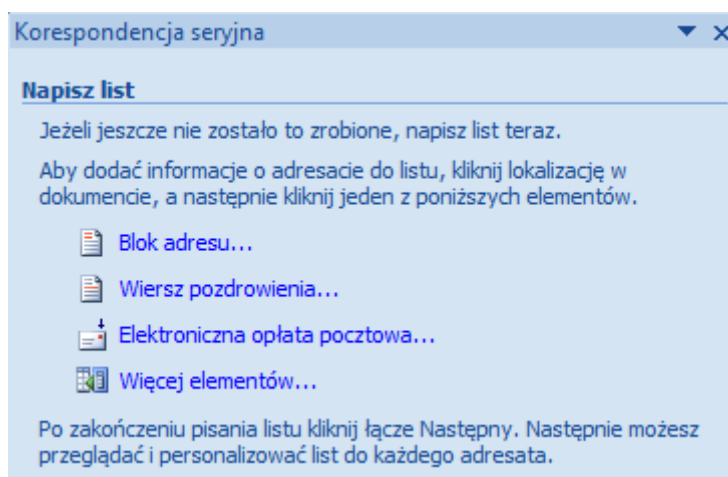 Korespondencja seryjna
Napisz list
Jeżeli jeszcze nie zostało to zrobione, napisz list teraz.
Aby dodać informacje o adresacie do listu, kliknij lokalizację w
dokumencie, a następnie kliknij jeden z poniższych elementów.
Blok adresu...
Wiersz pozdrowienia...
Elektroniczna opłata pocztowa...
Więcej elementów...
Po zakończeniu pisania listu kliknij łącze Następny. Następnie możesz
przeglądać i personalizować list do każdego adresata.